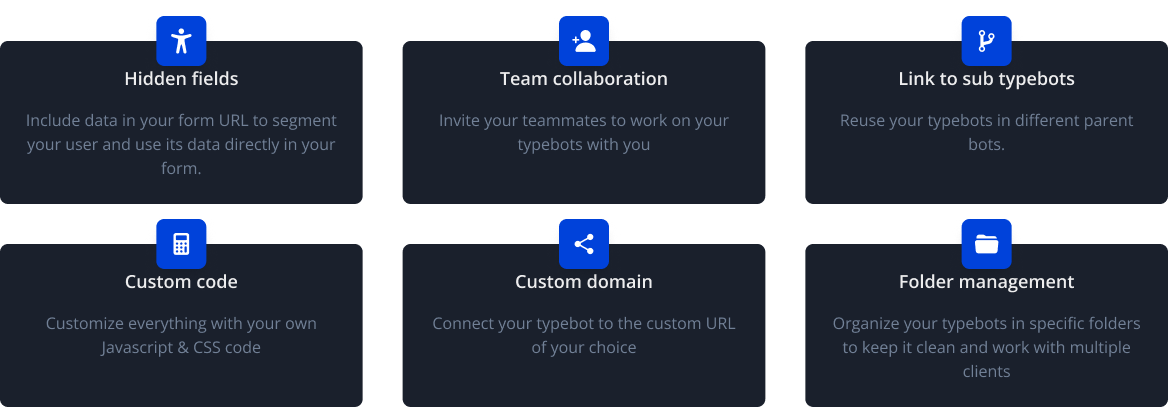 Hidden fields
Include data in your form URL to segment
your user and use its data directly in your
form.
Team collaboration
Invite your teammates to work on your
typebots with you
Link to sub typebots
Reuse your typebots in different parent
bots.
Custom code
Customize everything with your own
Javascript & CSS code
Custom domain
Connect your typebot to the custom URL
of your choice
Folder management
Organize your typebots in specific folders
to keep it clean and work with multiple
clients